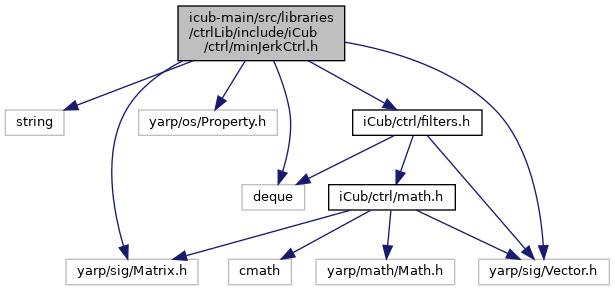 icub-main/src/libraries
/ctrlLib/include/iCub
/ctrl/minJerkCtrl.h
string
yarp/os/Property.h
iCub/ctrl/filters.h
deque
iCub/ctrl/math.h
yarp/sig/Matrix.h
cmath
yarp/math/Math.h
yarp/sig/Vector.h